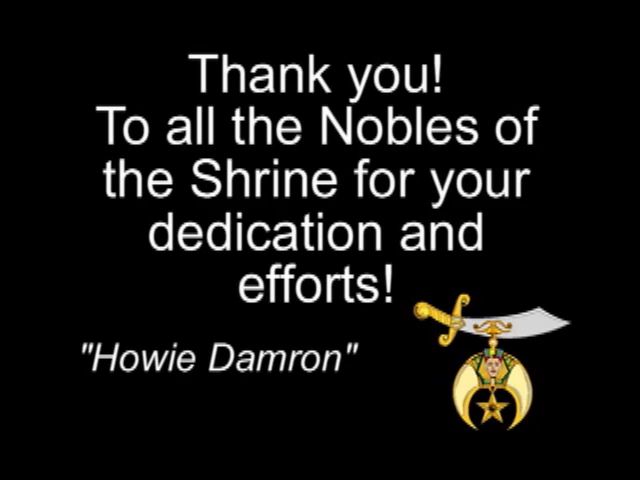 Thank you!
To all the Nobles of
the Shrine for your
dedication and
efforts!
"Howie Damron"